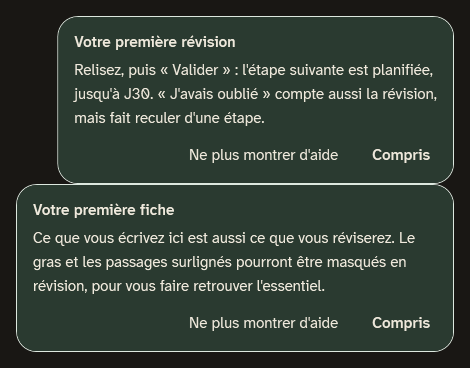 Votre première révision
Relisez, puis « Valider » : l'étape suivante est planifiée,
jusqu'à J30. « J'avais oublié » compte aussi la révision,
mais fait reculer d'une étape.
Ne plus montrer d'aide Compris
Votre première fiche
Ce que vous écrivez ici est aussi ce que vous réviserez. Le
gras et les passages surlignés pourront être masqués en
révision, pour vous faire retrouver l'essentiel.
Ne plus montrer d'aide Compris